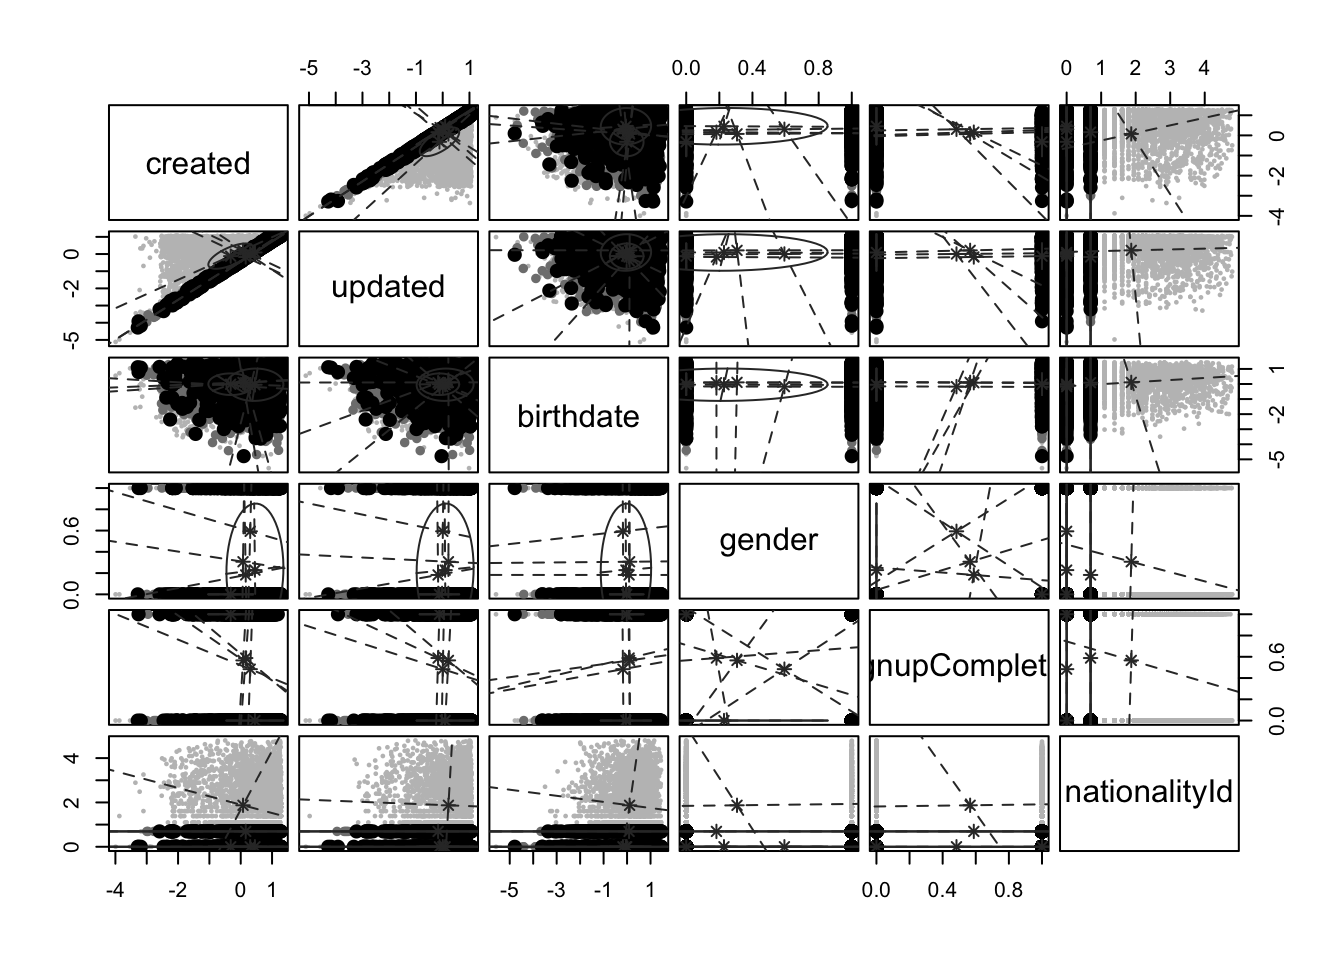 -5 -3 -1 1 0.0 0.4 0.8 0 1 2 3 4
created 0 -2 -4
0 -2 -5 updated
birthdate 1 -2 -5
0.6 0.0 gender
gnupComplet 0.6 0.0
4 2 0 nationalityId
-4 -2 0 1 -5 -3 -1 1 0.0 0.4 0.8